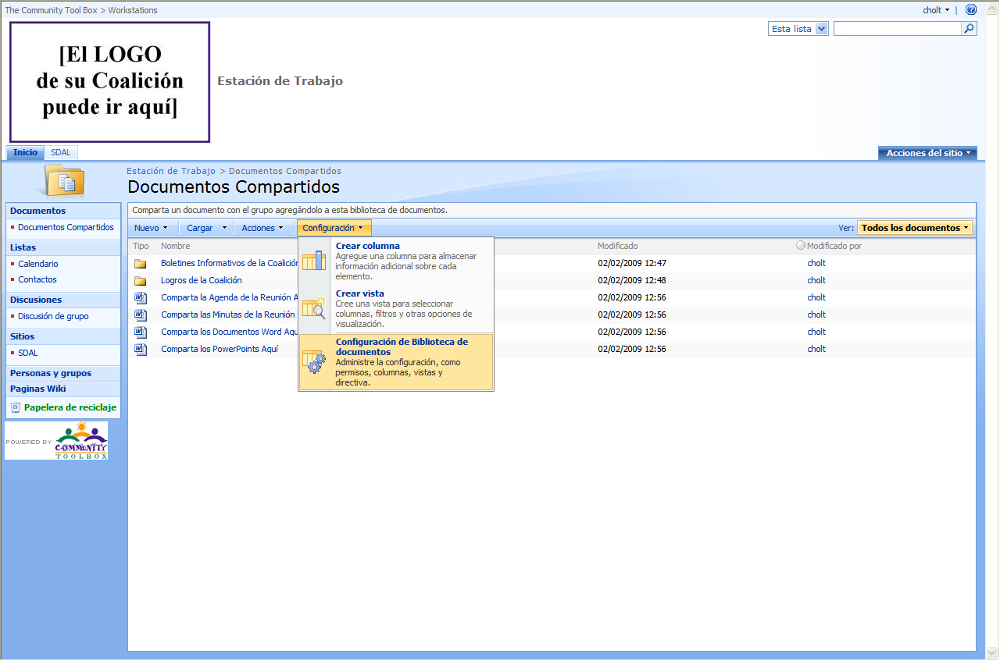 The Community Tool Box > Workstations
cholt
Esta lista
[El LOGO
de su Coalición
puede ir aquí]
Estación de Trabajo
Inicio
SDAL
Acciones del sitio
Estación de Trabajo > Documentos Compartidos
Documentos Compartidos
Documentos
Documentos Compartidos
Listas
Calendario
Contactos
Discusiones
Discusión de grupo
Sitios
SDAL
Personas y grupos
Paginas Wiki
Papelera de reciclaje
POWERED BY
COMMUNITY
TOOLBOX
Comparta un documento con el grupo agregándolo a esta biblioteca de documentos.
Nuevo
Cargar
Acciones
Configuración
Ver: Todos los documentos
Tipo Nombre Modificado Modificado por
Boletines Informativos de la Coalición 02/02/2009 12:47 cholt
Logros de la Coalición 02/02/2009 12:48 cholt
Comparta la Agenda de la Reunión A 02/02/2009 12:56 cholt
Comparta las Minutas de la Reunión 02/02/2009 12:56 cholt
Comparta los Documentos Word Aqu 02/02/2009 12:56 cholt
Comparta los PowerPoints Aquí 02/02/2009 12:56 cholt
Crear columna
Agregue una columna para almacenar
información adicional sobre cada
elemento.
Crear vista
Cree una vista para seleccionar
columnas, filtros y otras opciones de
visualización.
Configuración de Biblioteca de
documentos
Administre la configuración, como
permisos, columnas, vistas y
directiva.